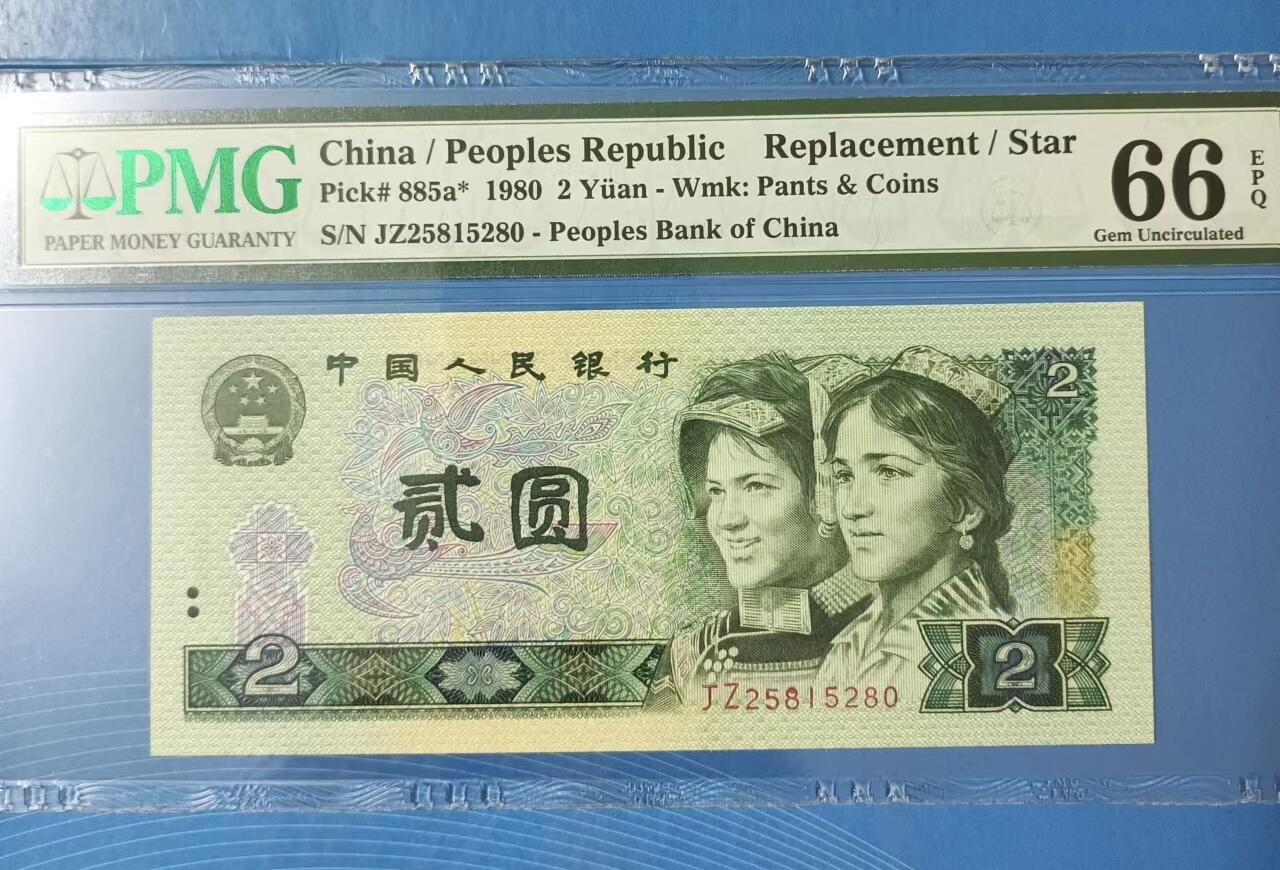 PMG
PAPER MONEY GUARANTY
China / Peoples Republic Replacement / Star
Pick# 885a* 1980 2 Yüan - Wmk: Pants & Coins
S/N JZ25815280 - Peoples Bank of China
66 EPQ
Gem Uncirculated
中国人民银行
2
贰圆
2
JZ25815280
2